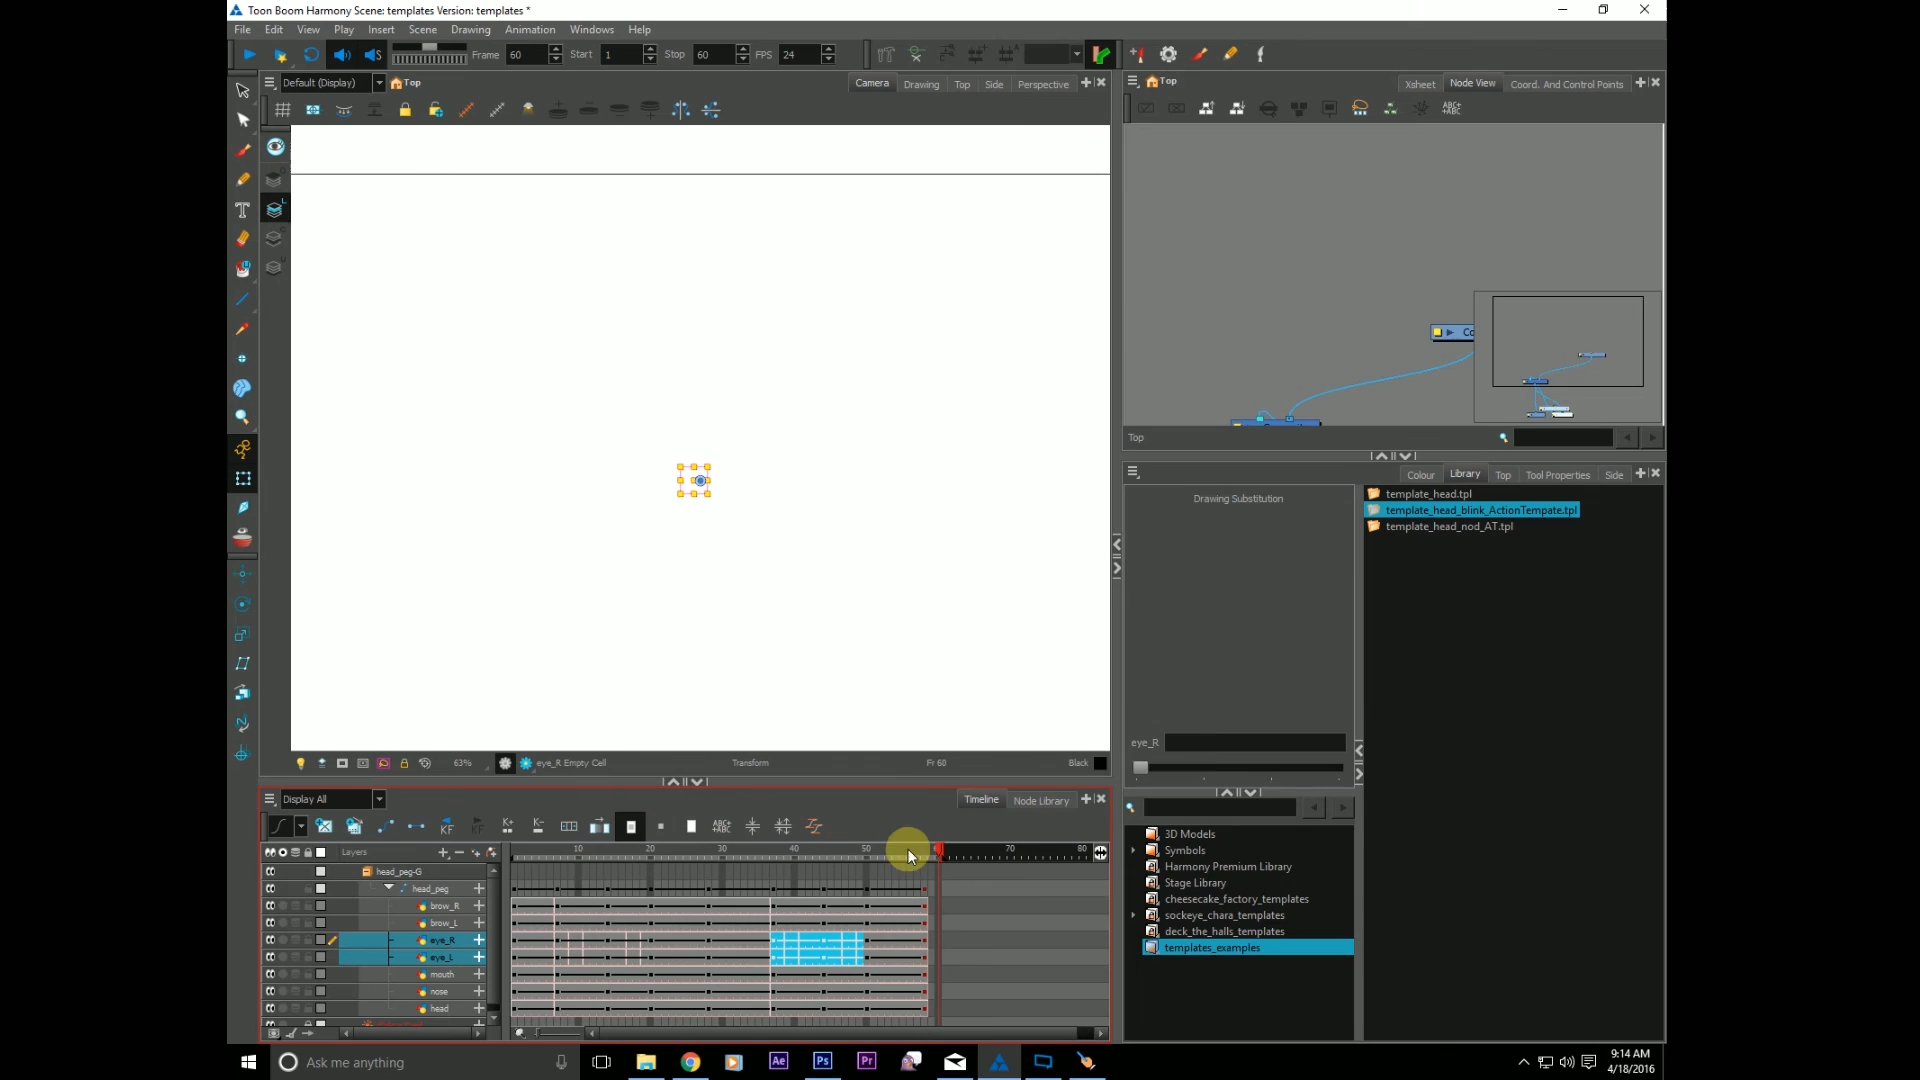 Toon Boom Harmony Scene: templates Version: templates *
File Edit View Play Insert Scene Drawing Animation Windows Help
Frame 60 Start 1 Stop 60 FPS 24
Default (Display) Top Camera Drawing Top Side Perspective
Top Xsheet Node View Coord. And Control Points
Top
Colour Library Top Tool Properties Side
Drawing Substitution
template_head.tpl
template_head_blink_ActionTempate.tpl
template_head_nod_AT.tpl
eye_R
63% eye_R Empty Cell Transform Fr 60 Black
Display All Timeline Node Library
Layers 10 20 30 40 50 70 80
head_peg-G
head_peg
brow_R
brow_L
eye_R
eye_L
mouth
nose
head
3D Models
Symbols
Harmony Premium Library
Stage Library
cheesecake_factory_templates
sockeye_chara_templates
deck_the_halls_templates
templates_examples
Ask me anything
Ae Ps Pr
9:14 AM
4/18/2016